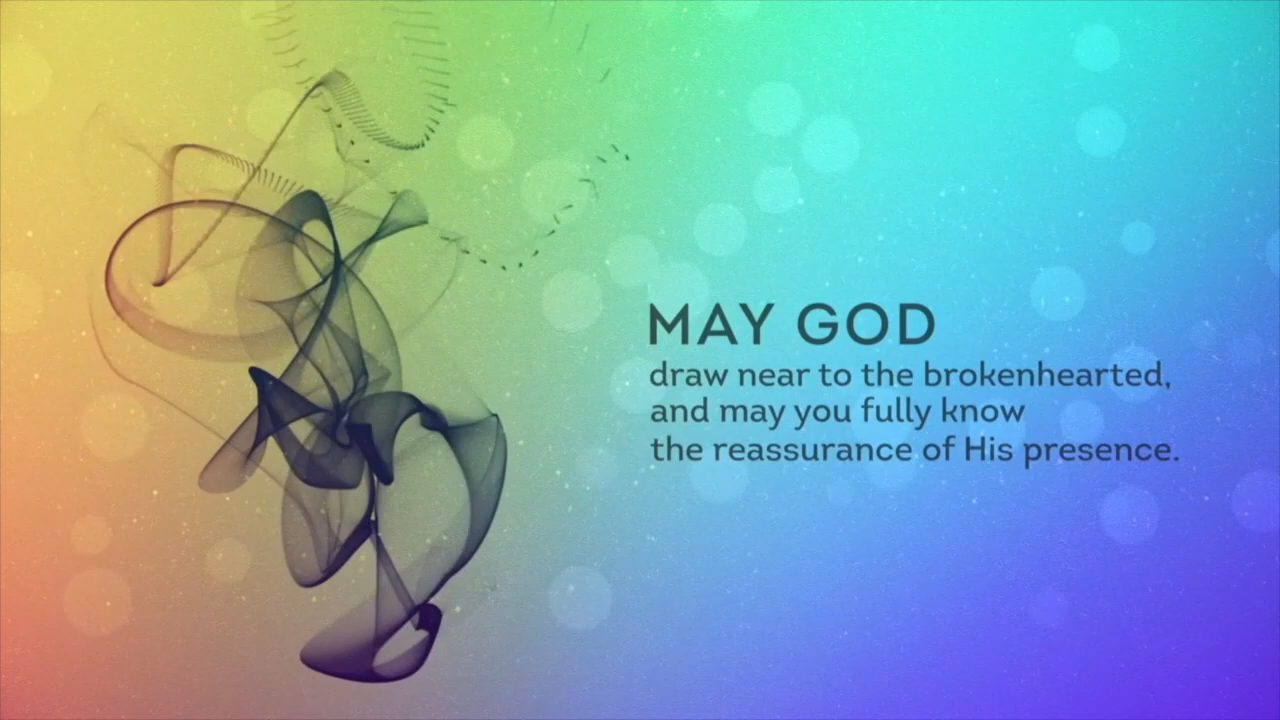 MAY GOD
draw near to the brokenhearted,
and may you fully know
the reassurance of His presence.